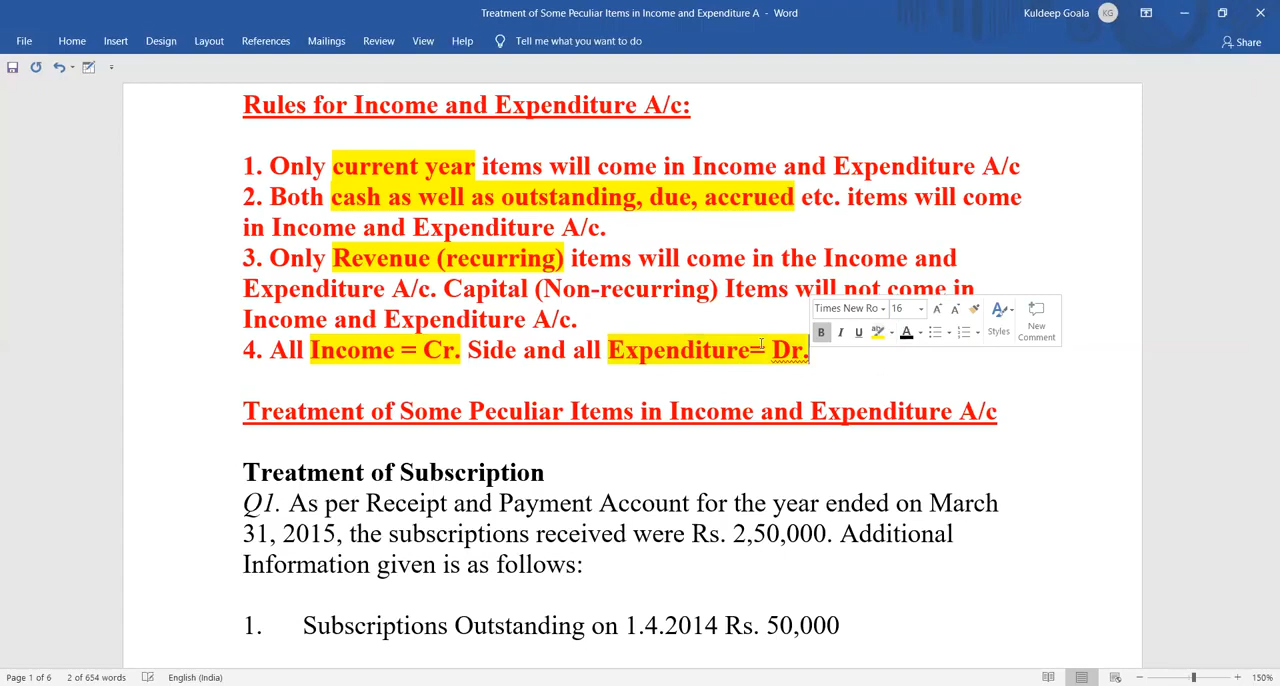 Treatment of Some Peculiar Items in Income and Expenditure A - Word
Kuldeep Goala KG
File Home Insert Design Layout References Mailings Review View Help Tell me what you want to do
Share
Rules for Income and Expenditure A/c:
1. Only current year items will come in Income and Expenditure A/c
2. Both cash as well as outstanding, due, accrued etc. items will come
in Income and Expenditure A/c.
3. Only Revenue (recurring) items will come in the Income and
Expenditure A/c. Capital (Non-recurring) Items will not come in
Income and Expenditure A/c.
4. All Income = Cr. Side and all Expenditure= Dr.
Times New Ro 16 A A A Styles New
B I U ab A Comment
Treatment of Some Peculiar Items in Income and Expenditure A/c
Treatment of Subscription
Q1. As per Receipt and Payment Account for the year ended on March
31, 2015, the subscriptions received were Rs. 2,50,000. Additional
Information given is as follows:
1. Subscriptions Outstanding on 1.4.2014 Rs. 50,000
Page 1 of 6 2 of 654 words English (India) 150%